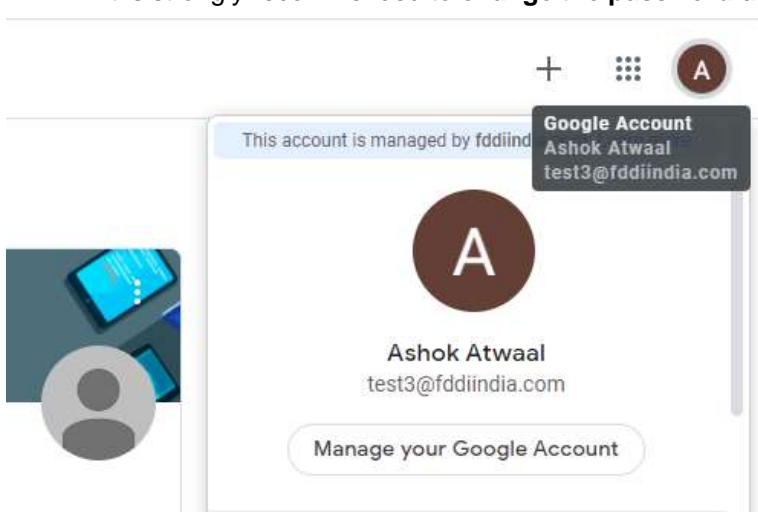 A
This account is managed by fddiind
Google Account
Ashok Atwaal
test3@fddiindia.com
A
Ashok Atwaal
test3@fddiindia.com
Manage your Google Account